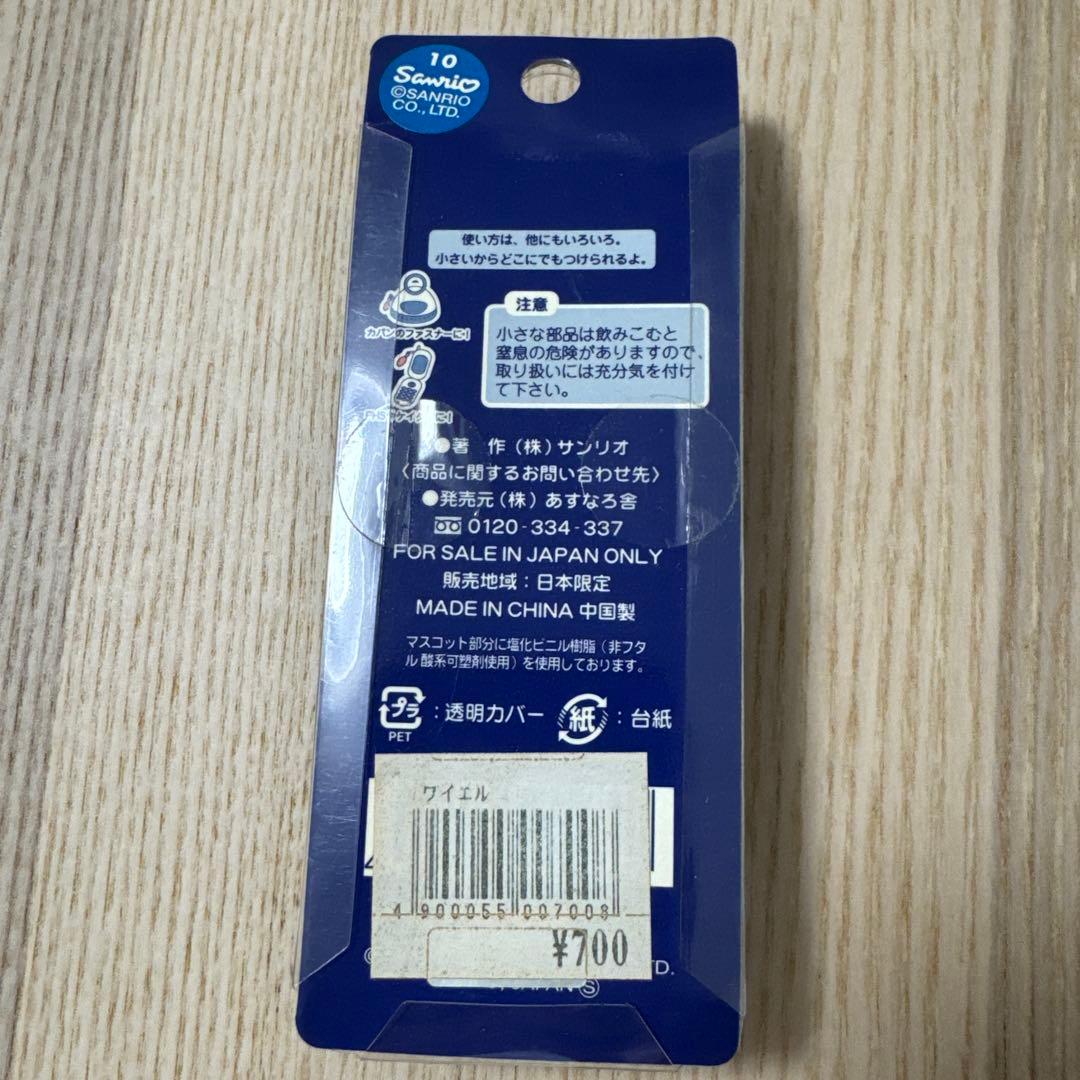 10
Sanrio
©SANRIO
CO., LTD.
使い方は、他にもいろいろ。
小さいからどこにでもつけられるよ。
カバンのファスナーに!
注意
小さな部品は飲みこむと
窒息の危険がありますので、
取り扱いには充分気を付け
て下さい。
●著 作(株)サンリオ
〈商品に関するお問い合わせ先〉
●発売元(株)あすなろ舎
0120-334-337
FOR SALE IN JAPAN ONLY
販売地域:日本限定
MADE IN CHINA 中国製
マスコット部分に塩化ビニル樹脂(非フタ
ル酸系可塑剤使用)を使用しております。
プラ :透明カバー 紙 :台紙
PET
ワイエル
4 900055 007008
¥700
TD.